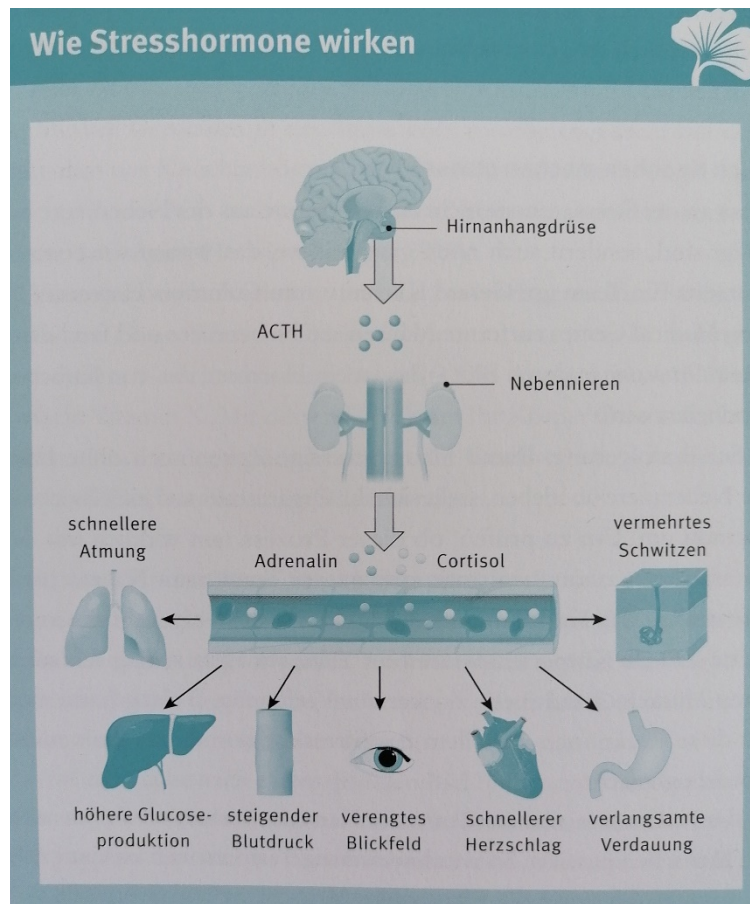 Wie Stresshormone wirken
Hirnanhangdrüse
ACTH
Nebennieren
schnellere
Atmung
Adrenalin
Cortisol
vermehrtes
Schwitzen
höhere Glucose-
produktion
steigender
Blutdruck
verengtes
Blickfeld
schnellerer
Herzschlag
verlangsamte
Verdauung